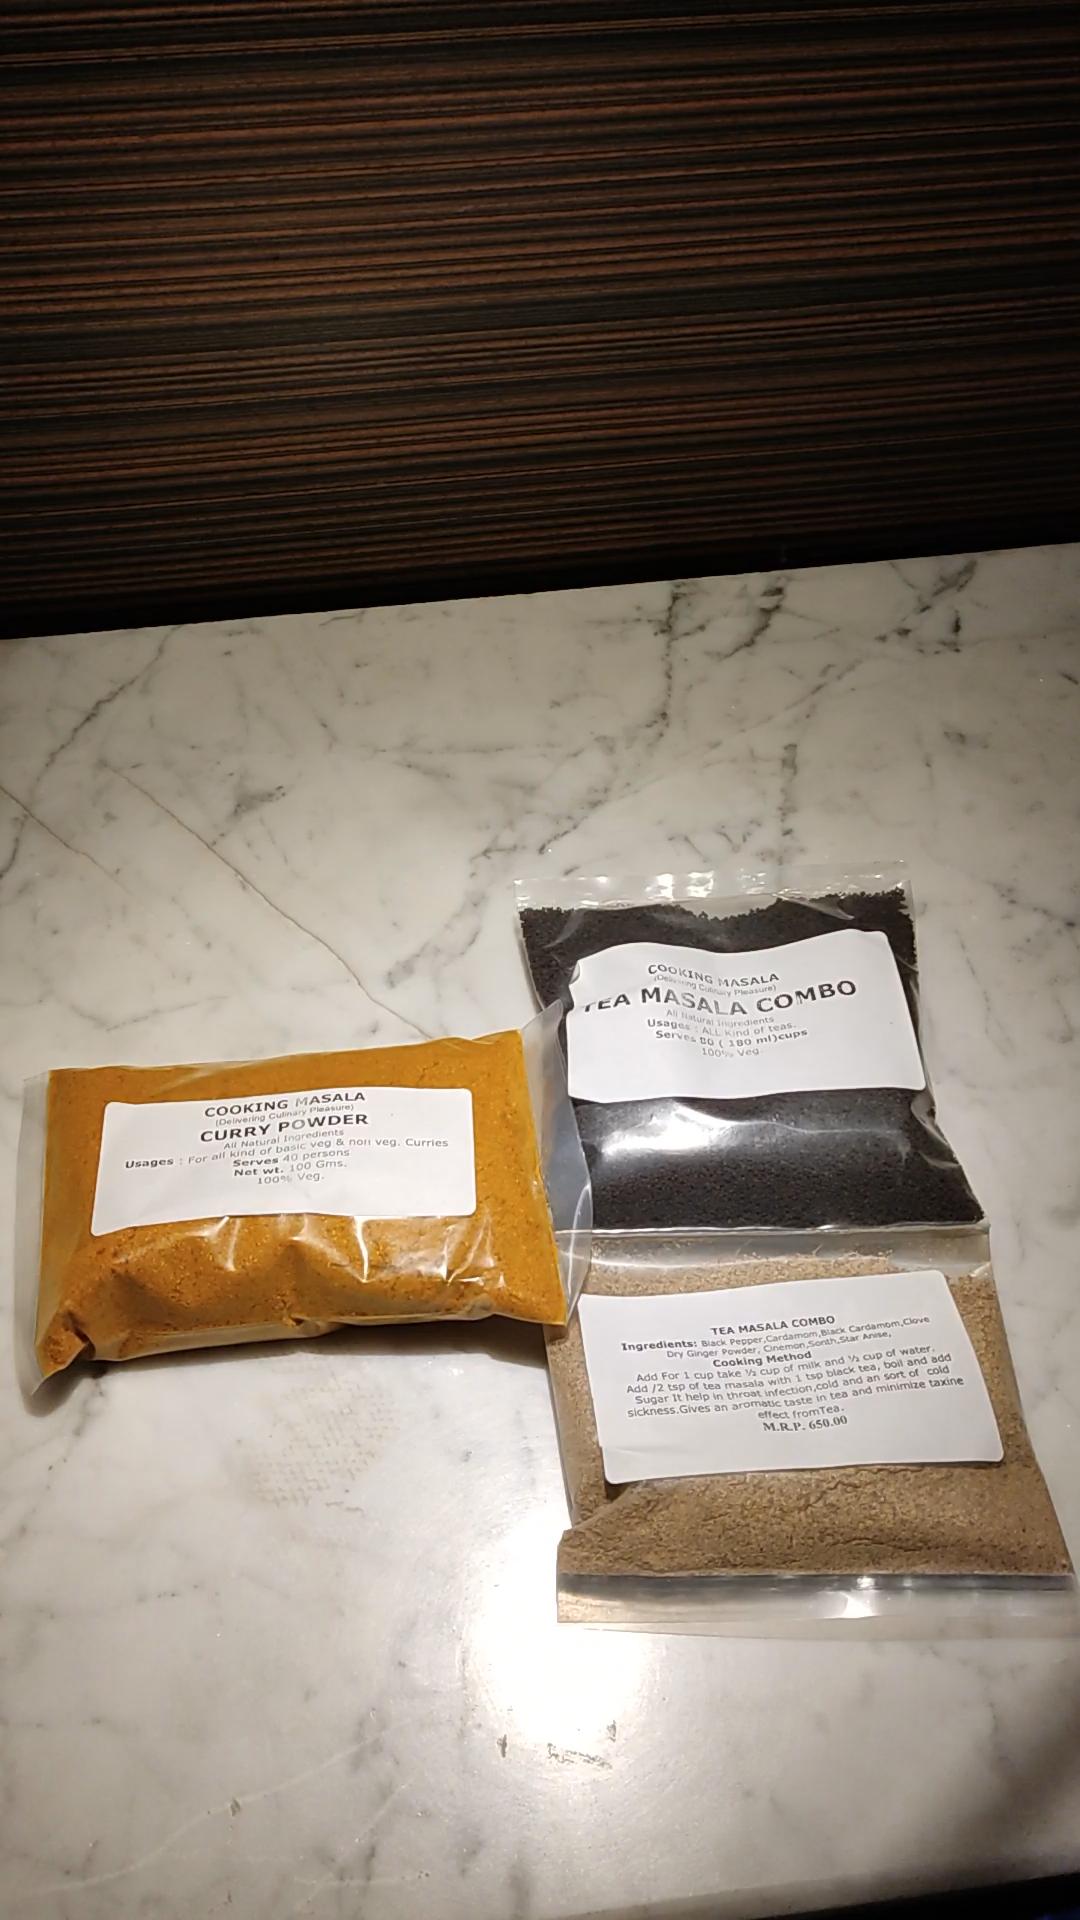 COOKING MASALA
(Delivering Culinary Pleasure)
CURRY POWDER
All Natural Ingredients
Usages : For all kind of basic veg & non veg. Curries
Serves 40 persons
Net wt. 100 Gms.
100% Veg.
COOKING MASALA
(Delivering Culinary Pleasure)
TEA MASALA COMBO
All Natural Ingredients
Usages : ALL Kind of teas.
Serves 80 ( 180 ml)cups
100% Veg.
TEA MASALA COMBO
Ingredients: Black Pepper,Cardamom,Black Cardamom,Clove
Dry Ginger Powder, Cinemon,Sonth,Star Anise,
Cooking Method
Add For 1 cup take ½ cup of milk and ½ cup of water.
Add /2 tsp of tea masala with 1 tsp black tea, boil and add
Sugar It help in throat infection,cold and an sort of cold
sickness.Gives an aromatic taste in tea and minimize taxine
effect fromTea.
M.R.P. 650.00